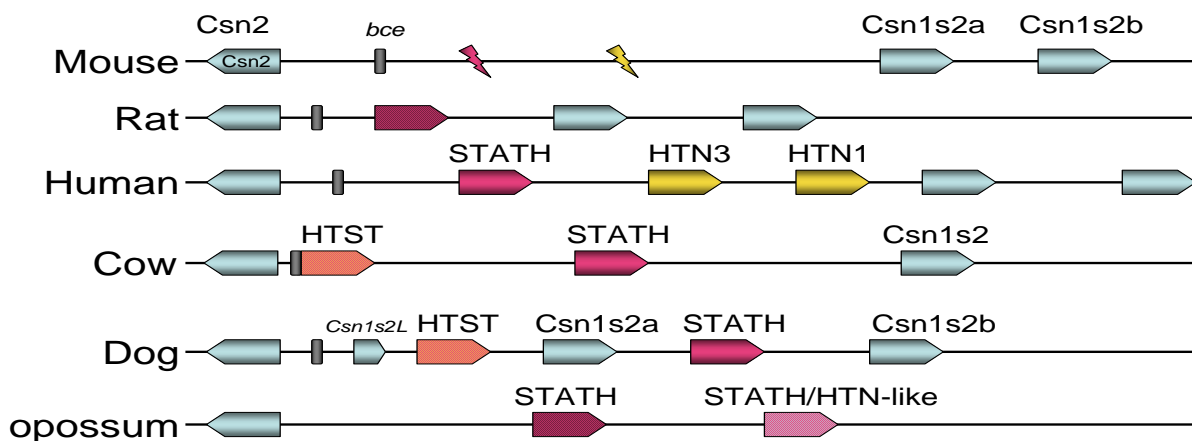 Csn2 bce Csn1s2a Csn1s2b
Mouse Csn2
Rat
STATH HTN3 HTN1
Human
HTST STATH Csn1s2
Cow
Csn1s2L HTST Csn1s2a STATH Csn1s2b
Dog
STATH STATH/HTN-like
opossum